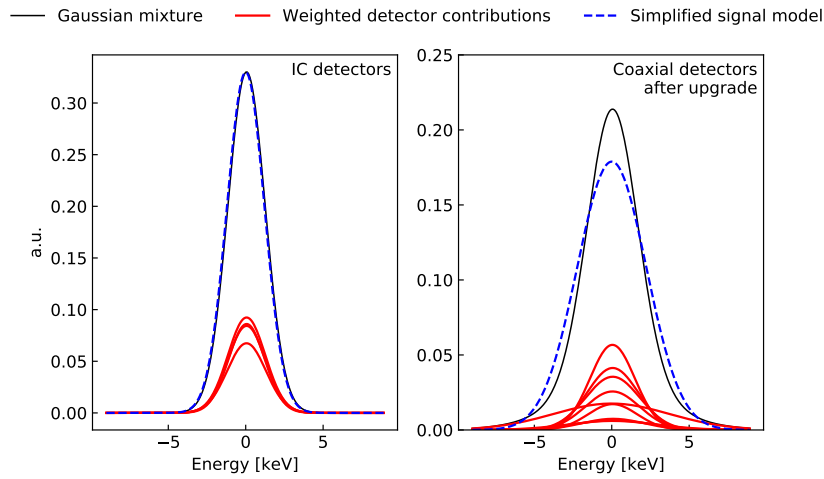 Gaussian mixture Weighted detector contributions Simplified signal model
IC detectors
0.30
0.25
0.20
0.15
0.10
0.05
0.00
a.u.
−5 0 5
Energy [keV]
Coaxial detectors
after upgrade
0.25
0.20
0.15
0.10
0.05
0.00
−5 0 5
Energy [keV]